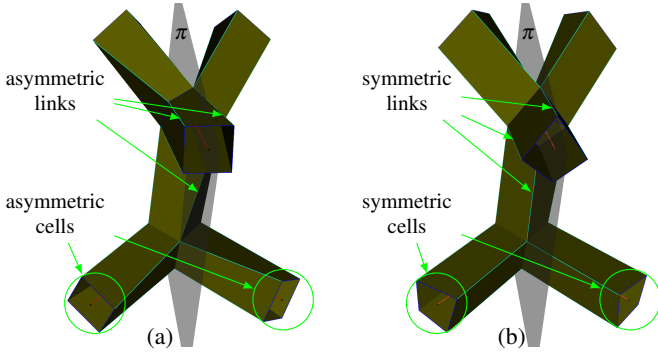 π
asymmetric
links
asymmetric
cells
(a)
π
symmetric
links
symmetric
cells
(b)